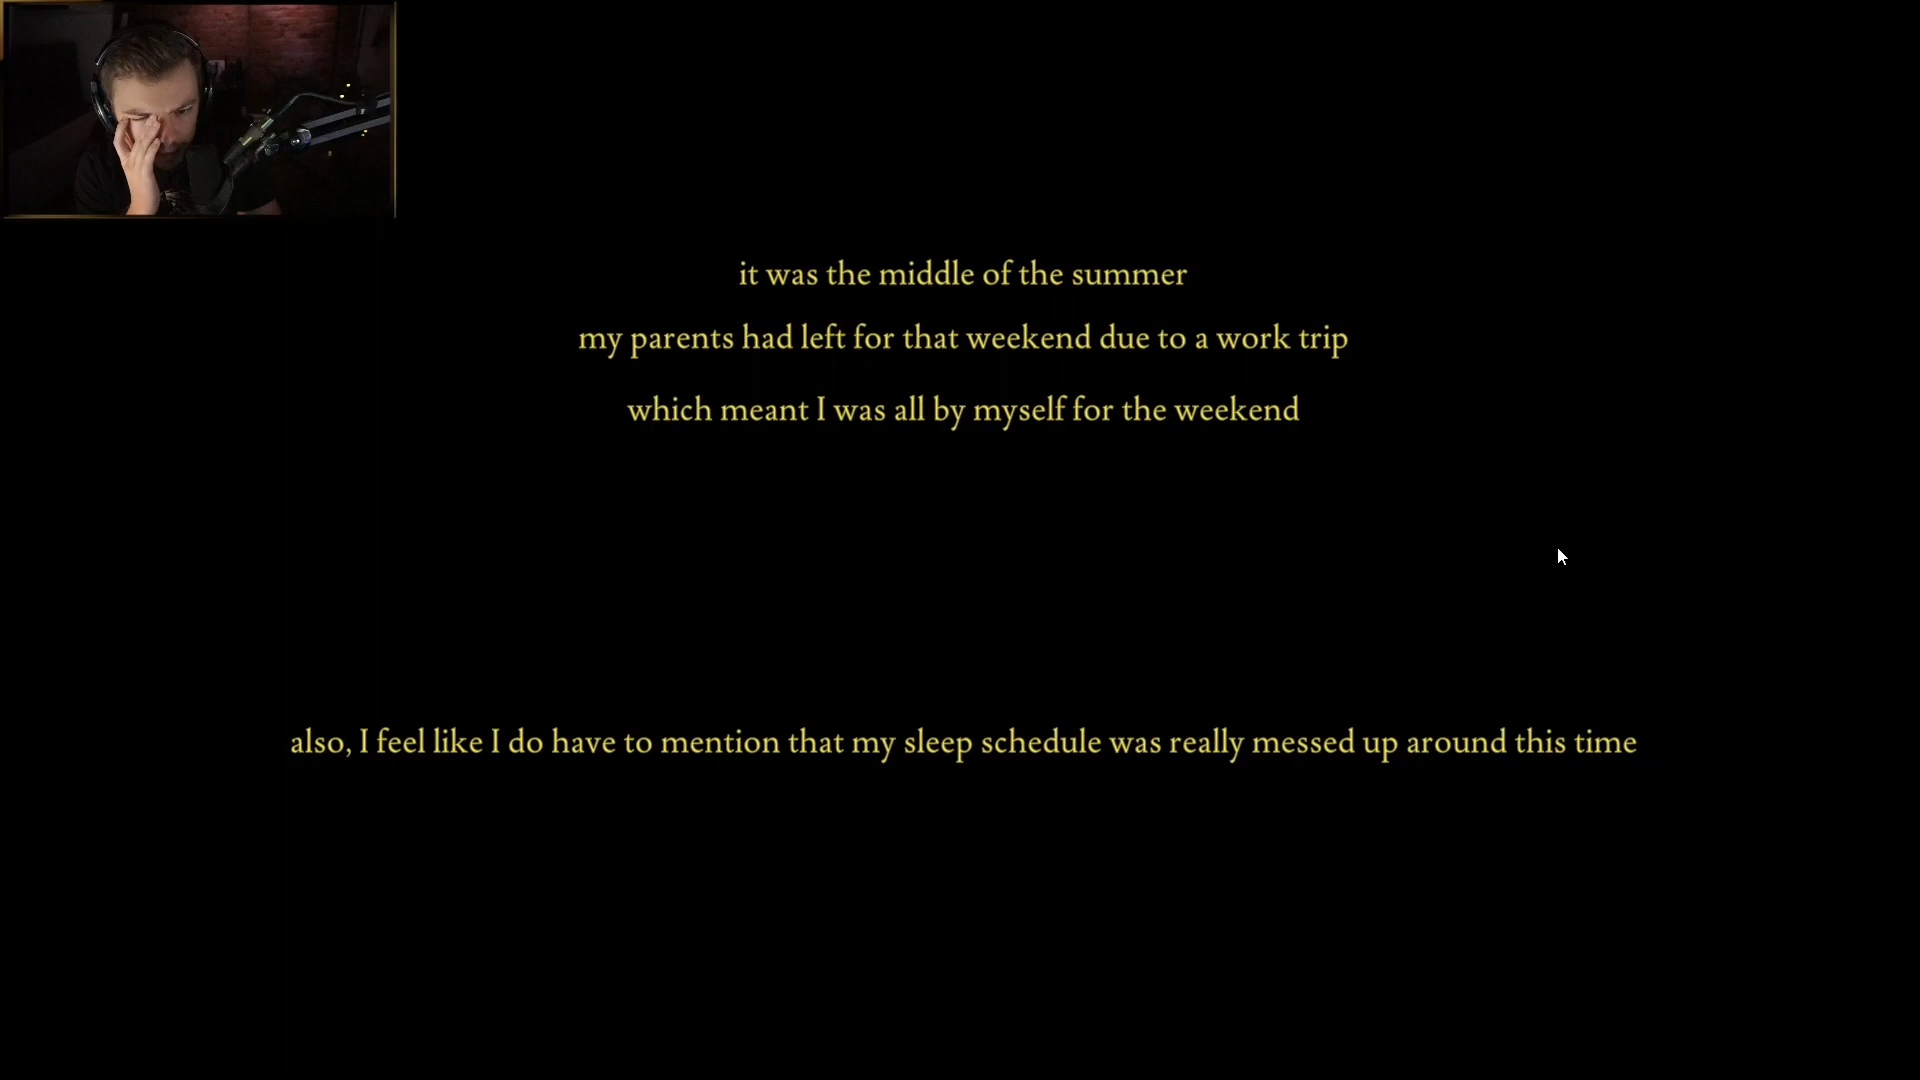 it was the middle of the summer
my parents had left for that weekend due to a work trip
which meant I was all by myself for the weekend
also, I feel like I do have to mention that my sleep schedule was really messed up around this time